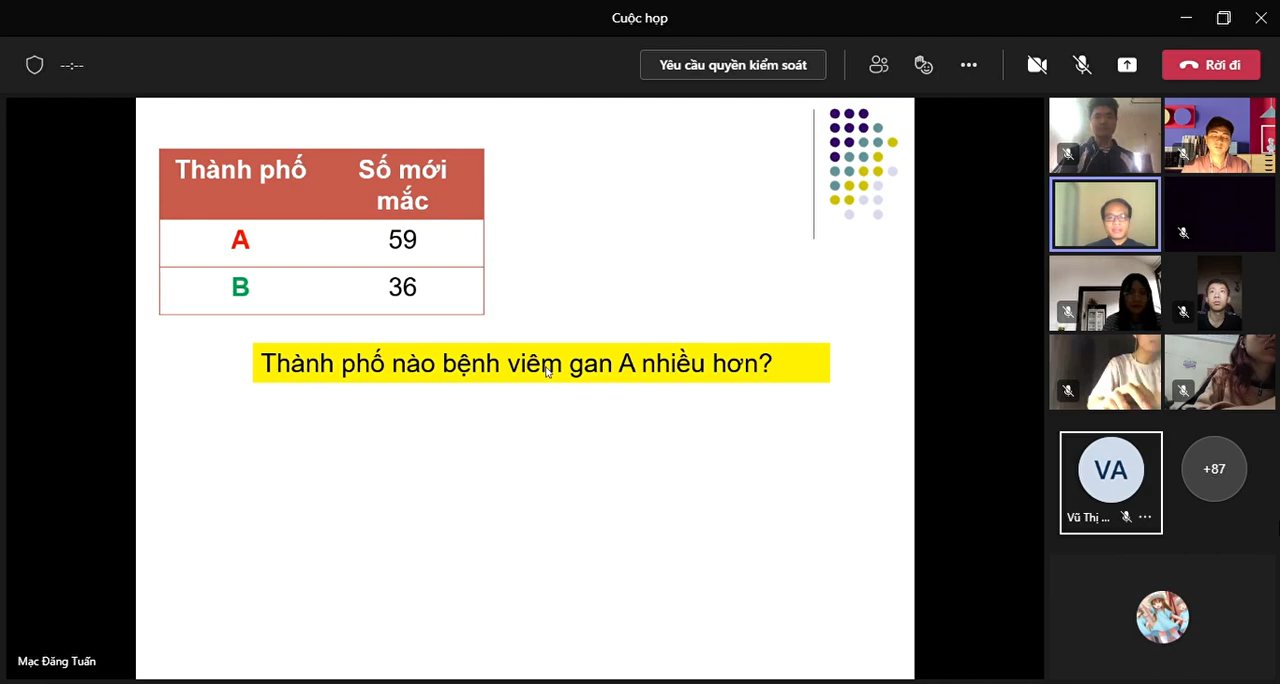 Cuộc họp
--:--
Yêu cầu quyền kiểm soát
Rời đi
Thành phố
Số mới
mắc
A
59
B
36
Thành phố nào bệnh viêm gan A nhiều hơn?
VA
Vũ Thị ...
+87
Mạc Đăng Tuấn